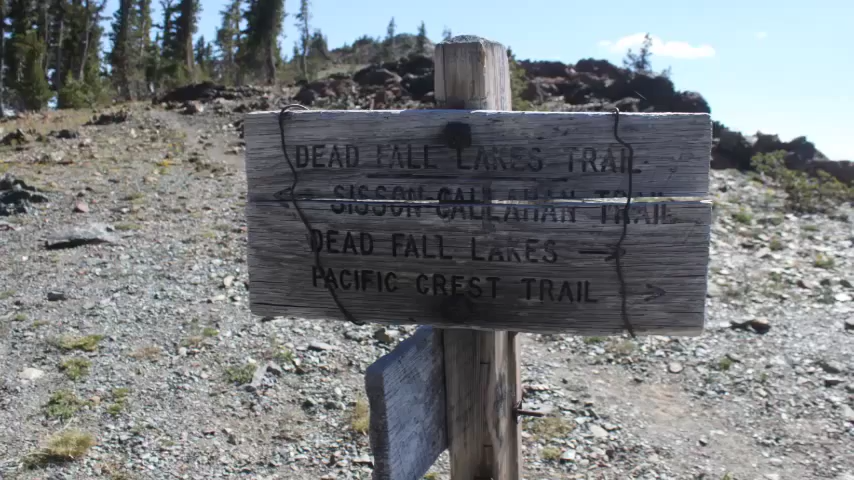 DEAD FALL LAKES TRAIL
← SISSON-CALLAHAN TRAIL
DEAD FALL LAKES →
PACIFIC CREST TRAIL >